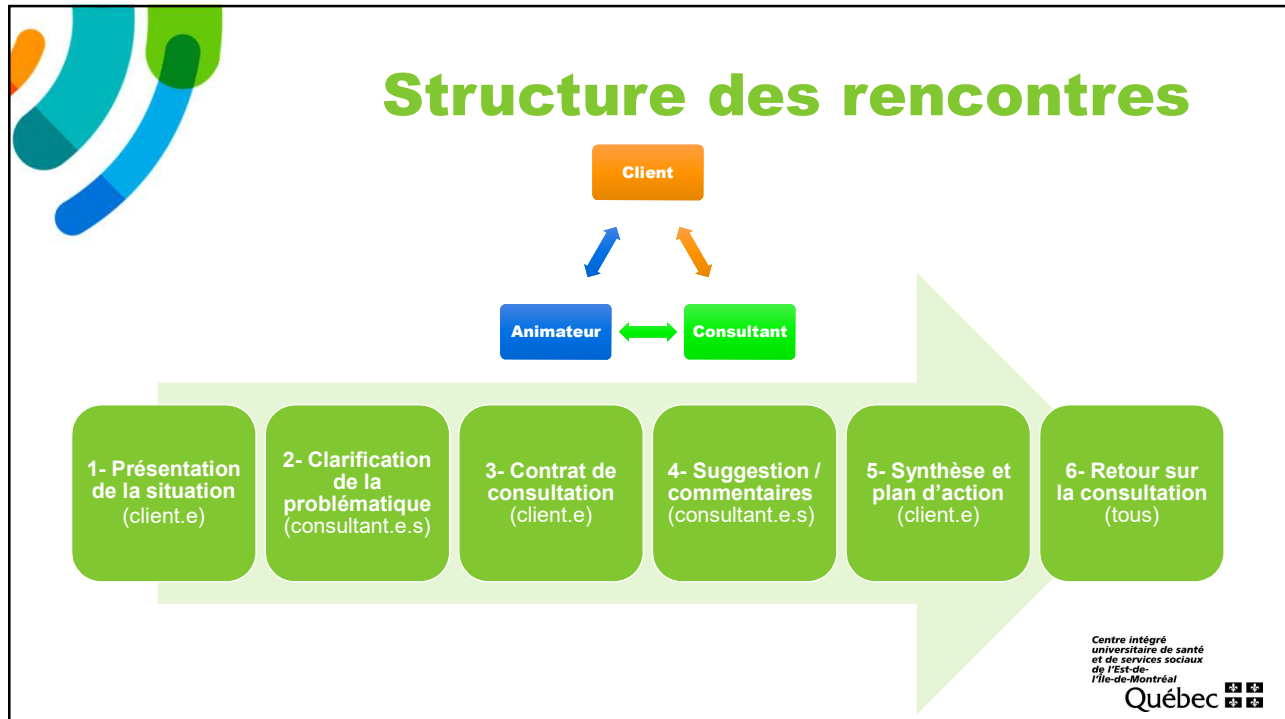 Structure des rencontres
Client
Animateur
Consultant
1- Présentation
de la situation
(client.e)
2- Clarification
de la
problématique
(consultant.e.s)
3- Contrat de
consultation
(client.e)
4- Suggestion /
commentaires
(consultant.e.s)
5- Synthèse et
plan d’action
(client.e)
6- Retour sur
la consultation
(tous)
Centre intégré
universitaire de santé
et de services sociaux
de l'Est-de-
l'Île-de-Montréal
Québec